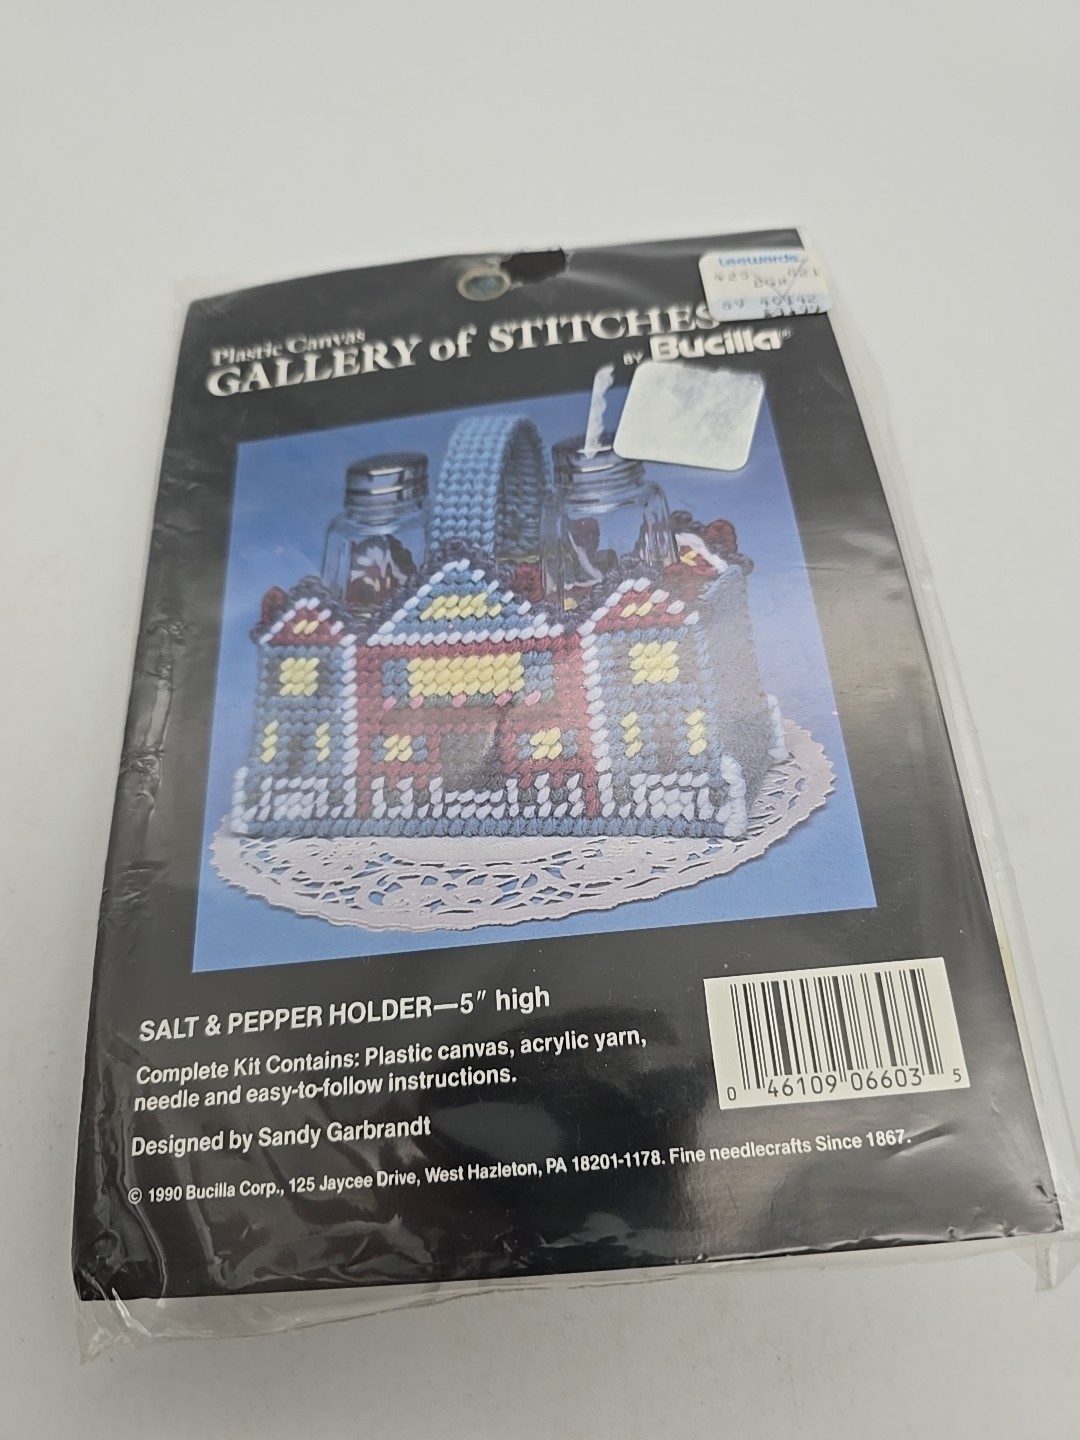 Leewards
Plastic Canvas
GALLERY of STITCHES
BY Bucilla®
SALT & PEPPER HOLDER—5" high
Complete Kit Contains: Plastic canvas, acrylic yarn,
needle and easy-to-follow instructions.
Designed by Sandy Garbrandt
© 1990 Bucilla Corp., 125 Jaycee Drive, West Hazleton, PA 18201-1178. Fine needlecrafts Since 1867.
0 46109 06603 5